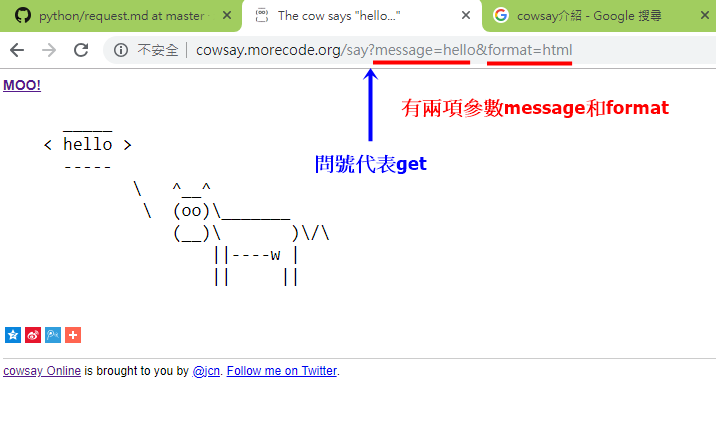 python/request.md at master
The cow says "hello..."
cowsay介紹 - Google 搜尋
不安全 | cowsay.morecode.org/say?message=hello&format=html
MOO!
有兩項參數message和format
問號代表get
 _____
< hello >
 -----
        \   ^__^
         \  (oo)\_______
            (__)\       )\/\
                ||----w |
                ||     ||
cowsay Online is brought to you by @jcn. Follow me on Twitter.